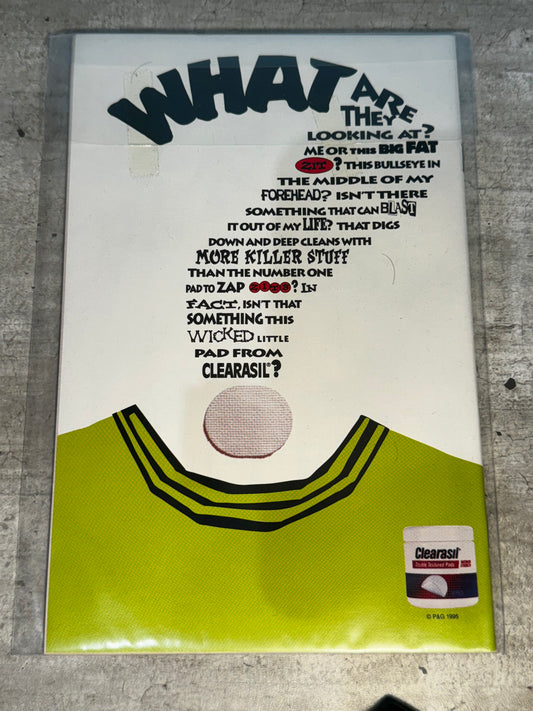 WHAT ARE
THEY
LOOKING AT?
ME OR THIS BIG FAT
ZIT? THIS BULLSEYE IN
THE MIDDLE OF MY
FOREHEAD? ISN'T THERE
SOMETHING THAT CAN BLAST
IT OUT OF MY LIFE? THAT DIGS
DOWN AND DEEP CLEANS WITH
MORE KILLER STUFF
THAN THE NUMBER ONE
PAD TO ZAP ZITS? IN
FACT, ISN'T THAT
SOMETHING THIS
WICKED LITTLE
PAD FROM
CLEARASIL®?
Clearasil®
Double Textured Pads
© P&G 1996